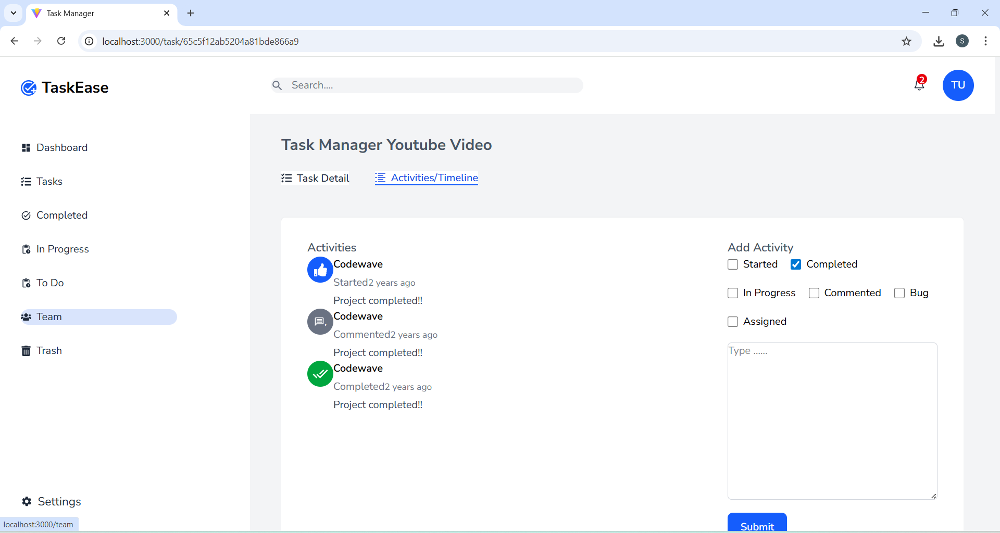 Task Manager
localhost:3000/task/65c5f12ab5204a81bde866a9
S
TaskEase
Search....
2
TU
Dashboard
Tasks
Completed
In Progress
To Do
Team
Trash
Settings
localhost:3000/team
Task Manager Youtube Video
Task Detail
Activities/Timeline
Activities
Codewave
Started2 years ago
Project completed!!
Codewave
Commented2 years ago
Project completed!!
Codewave
Completed2 years ago
Project completed!!
Add Activity
Started Completed
In Progress Commented Bug
Assigned
Type ......
Submit